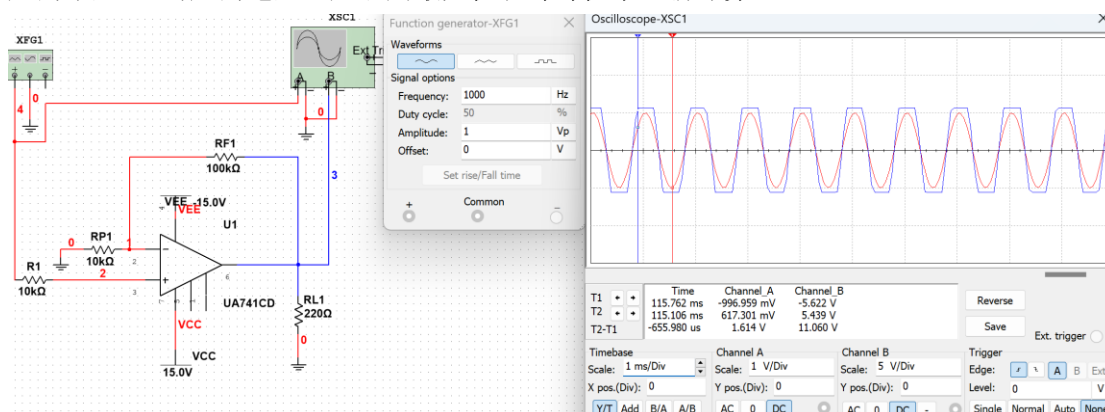 XFG1
XSC1
Ext Tr
A
B
4
0
0
RF1
100kΩ
3
VEE -15.0V
VEE
U1
4
0
RP1
10kΩ
1
2
R1
10kΩ
2
3
6
7
5
1
UA741CD
RL1
220Ω
VCC
0
VCC
15.0V
Function generator-XFG1
Waveforms
Signal options
Frequency: 1000 Hz
Duty cycle: 50 %
Amplitude: 1 Vp
Offset: 0 V
Set rise/Fall time
+ Common -
Oscilloscope-XSC1
Time Channel_A Channel_B
T1 115.762 ms -996.959 mV -5.622 V
T2 115.106 ms 617.301 mV 5.439 V
T2-T1 -655.980 us 1.614 V 11.060 V
Reverse
Save
Ext. trigger
Timebase
Scale: 1 ms/Div
X pos.(Div): 0
Y/T Add B/A A/B
Channel A
Scale: 1 V/Div
Y pos.(Div): 0
AC 0 DC
Channel B
Scale: 5 V/Div
Y pos.(Div): 0
AC 0 DC -
Trigger
Edge: A B Ext
Level: 0 V
Single Normal Auto None